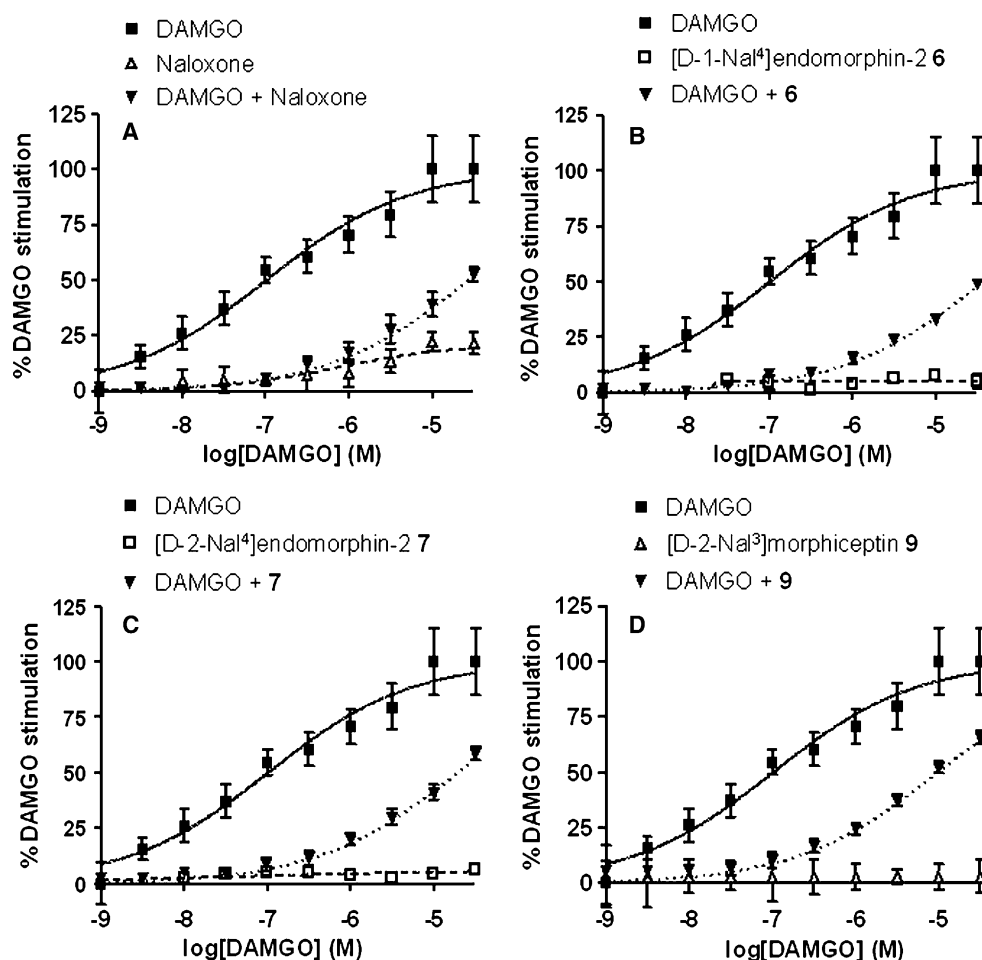 ■ DAMGO
△ Naloxone
▼ DAMGO + Naloxone
A
125
100
75
50
25
0
% DAMGO stimulation
-9 -8 -7 -6 -5
log[DAMGO] (M)
■ DAMGO
□ [D-1-Nal⁴]endomorphin-2 6
▼ DAMGO + 6
B
125
100
75
50
25
0
% DAMGO stimulation
-9 -8 -7 -6 -5
log[DAMGO] (M)
■ DAMGO
□ [D-2-Nal⁴]endomorphin-2 7
▼ DAMGO + 7
C
125
100
75
50
25
0
% DAMGO stimulation
-9 -8 -7 -6 -5
log[DAMGO] (M)
■ DAMGO
△ [D-2-Nal³]morphiceptin 9
▼ DAMGO + 9
D
125
100
75
50
25
0
% DAMGO stimulation
-9 -8 -7 -6 -5
log[DAMGO] (M)